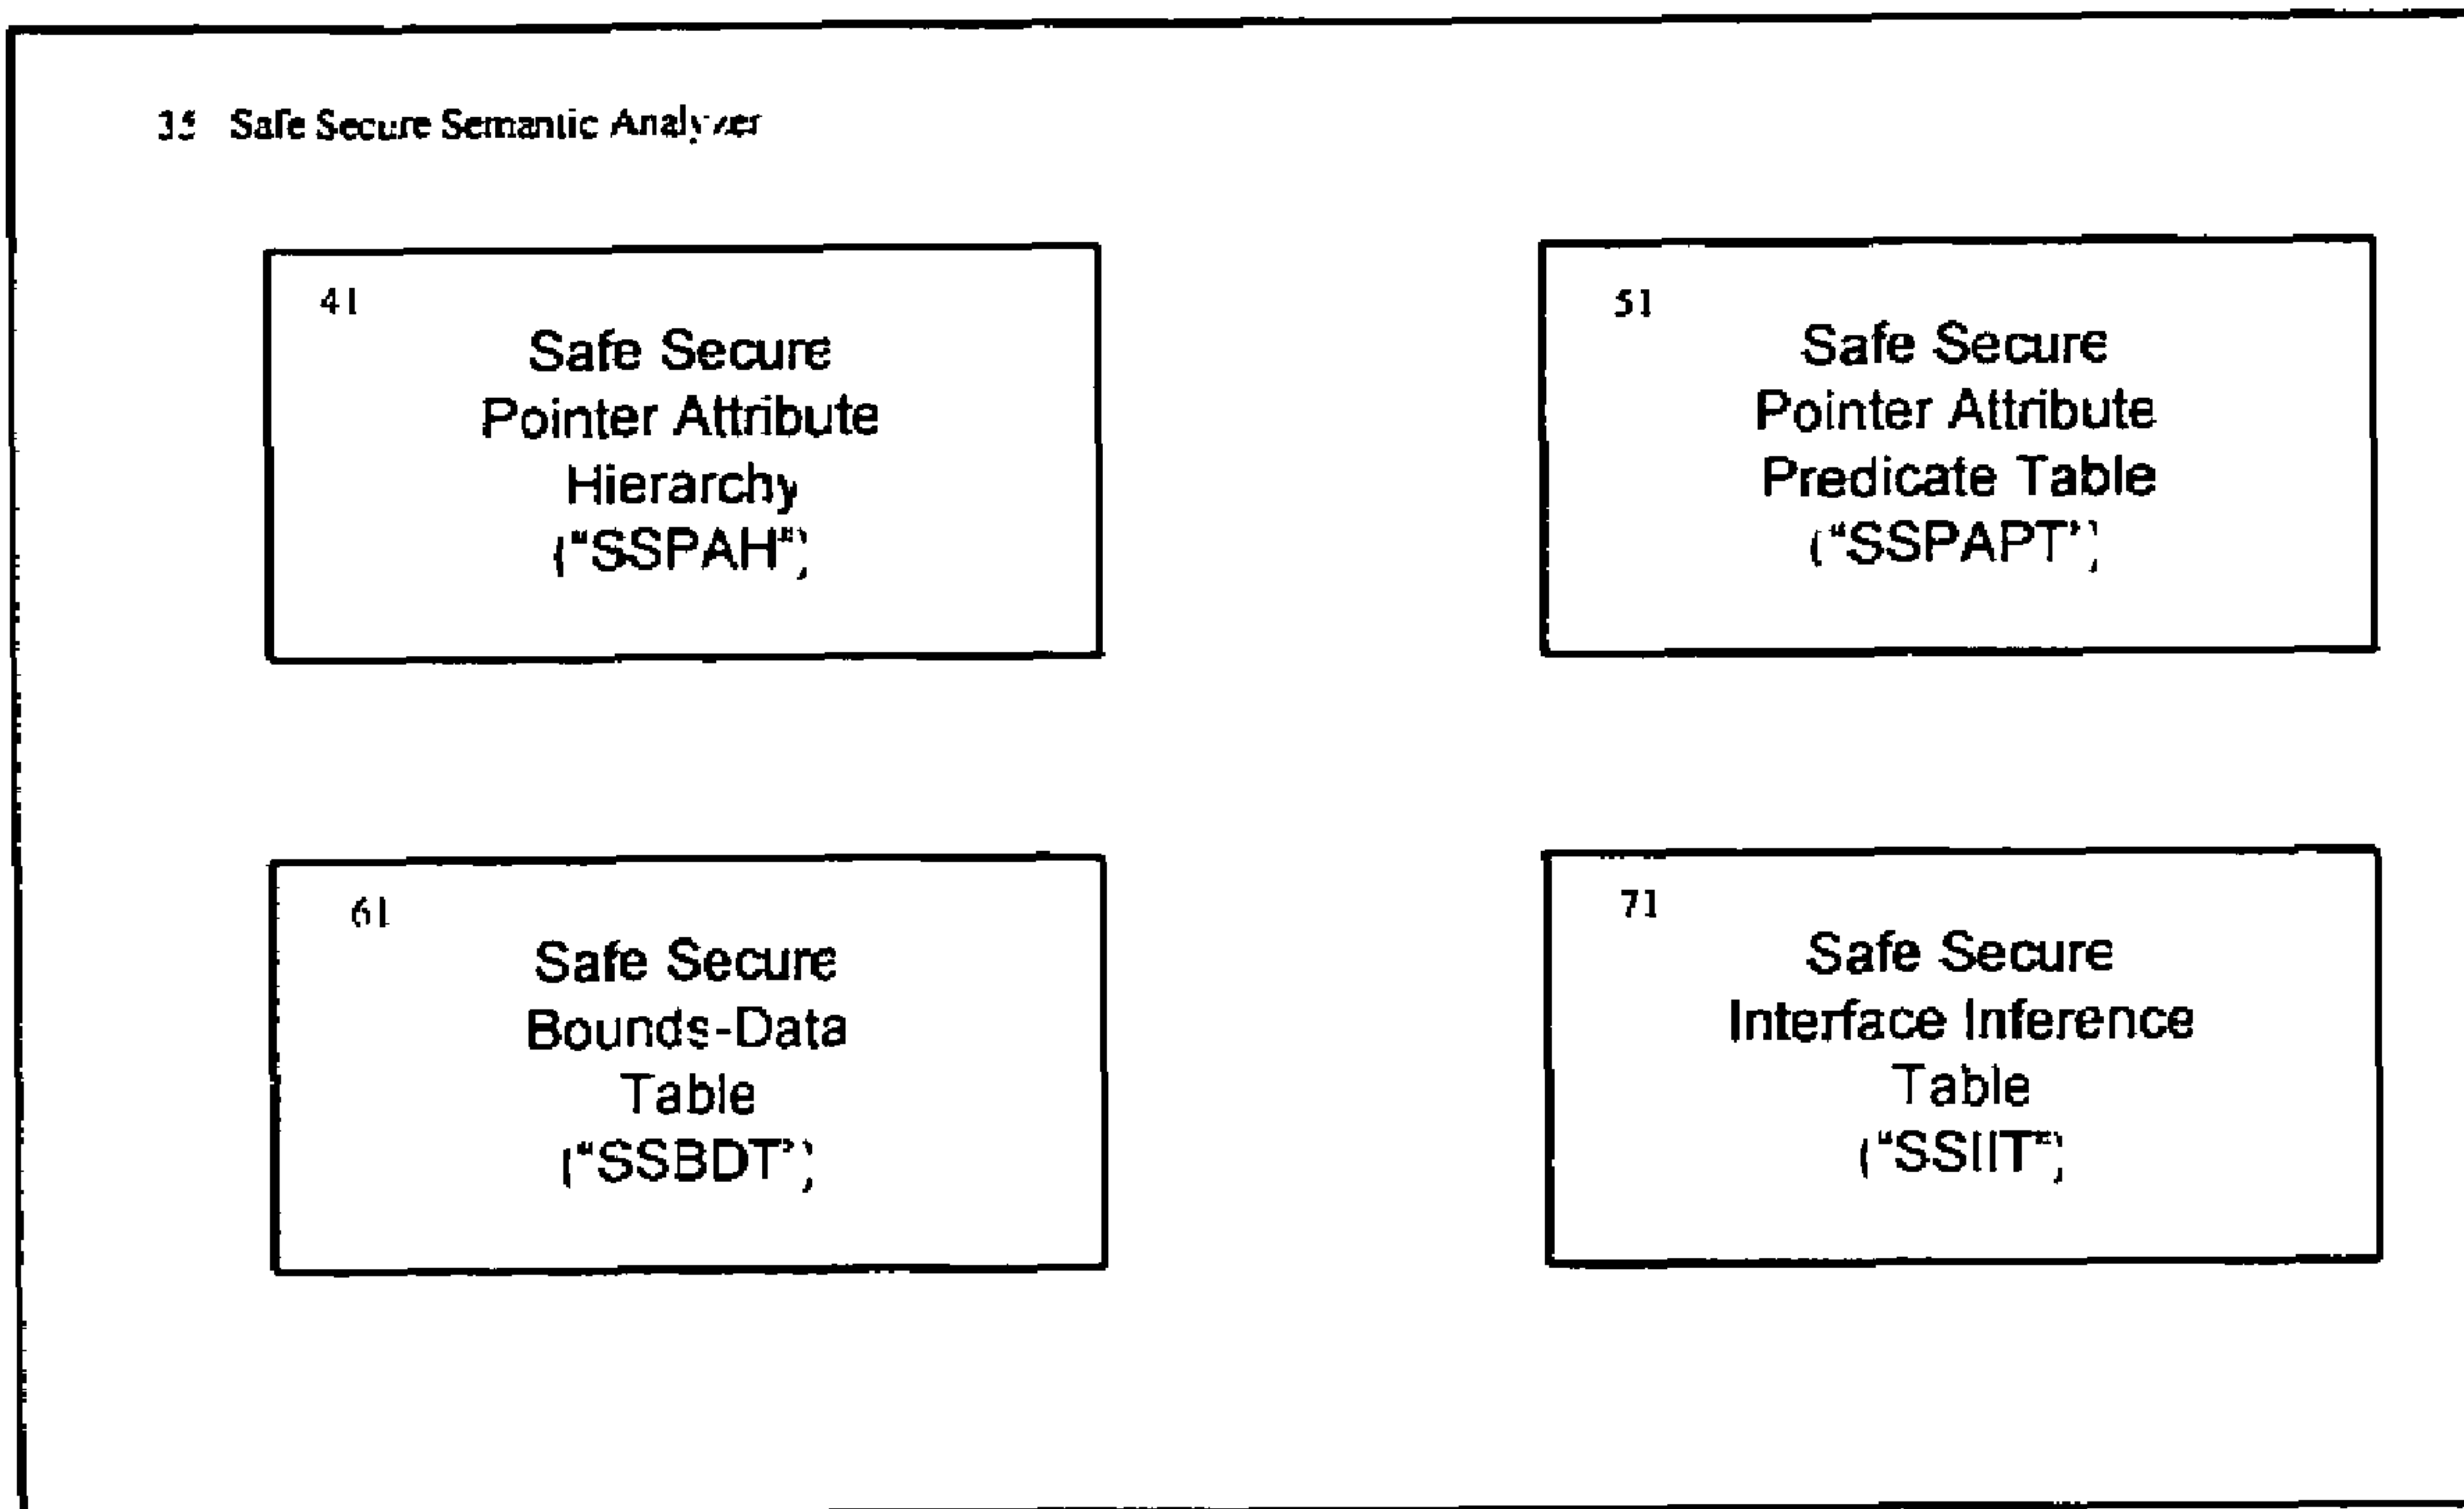 35 Safe Secure Semantic Analyzer
41
Safe Secure
Pointer Attribute
Hierarchy
("SSPAH")
51
Safe Secure
Pointer Attribute
Predicate Table
("SSPAPT")
61
Safe Secure
Bounds-Data
Table
("SSBDT")
71
Safe Secure
Interface Inference
Table
("SSIIT")